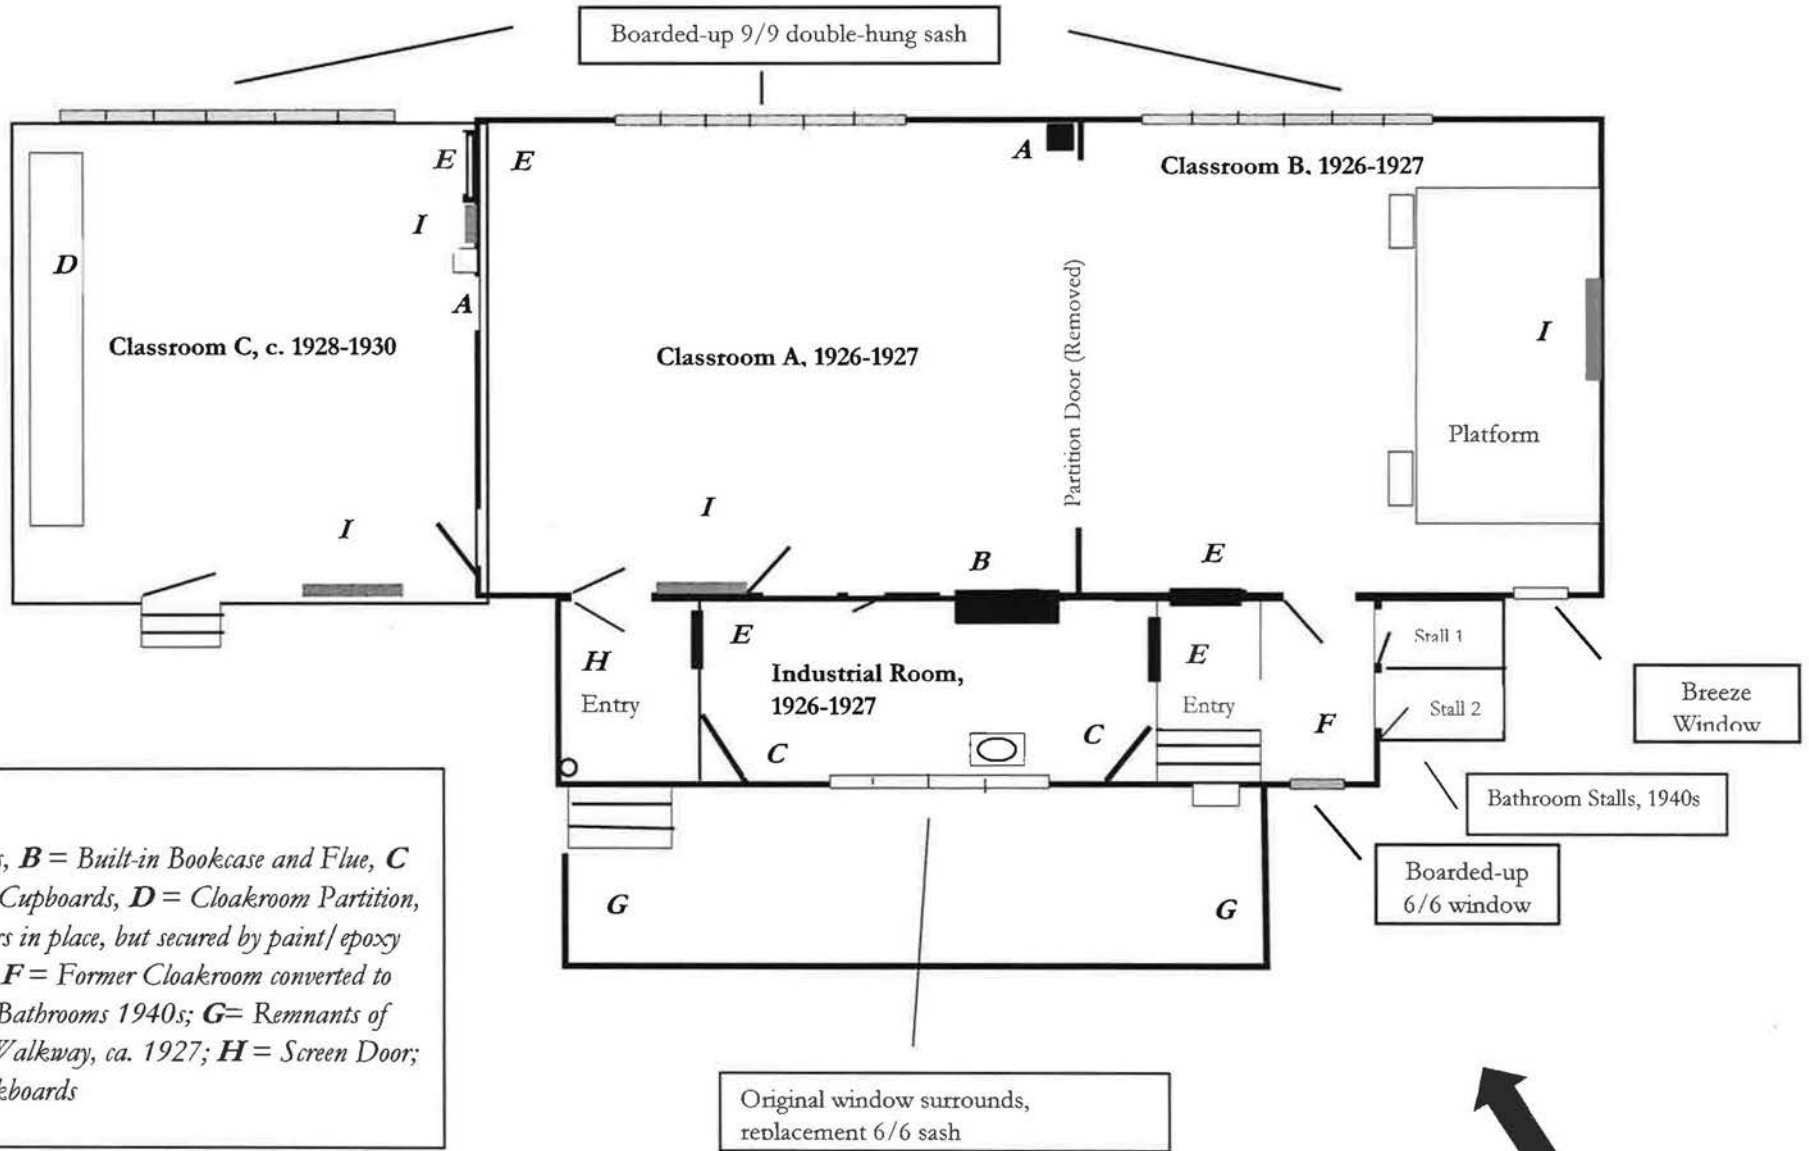 Boarded-up 9/9 double-hung sash
E
E
A
Classroom B, 1926-1927
I
D
A
Classroom C, c. 1928-1930
Classroom A, 1926-1927
Partition Door (Removed)
I
Platform
I
I
B
E
H
Entry
E
Industrial Room,
1926-1927
E
Entry
Stall 1
Stall 2
F
C
C
Breeze
Window
Bathroom Stalls, 1940s
Boarded-up
6/6 window
G
G
B = Built-in Bookcase and Flue, C
Cupboards, D = Cloakroom Partition,
in place, but secured by paint/epoxy
F = Former Cloakroom converted to
Bathrooms 1940s; G= Remnants of
Walkway, ca. 1927; H = Screen Door;
Original window surrounds,
replacement 6/6 sash